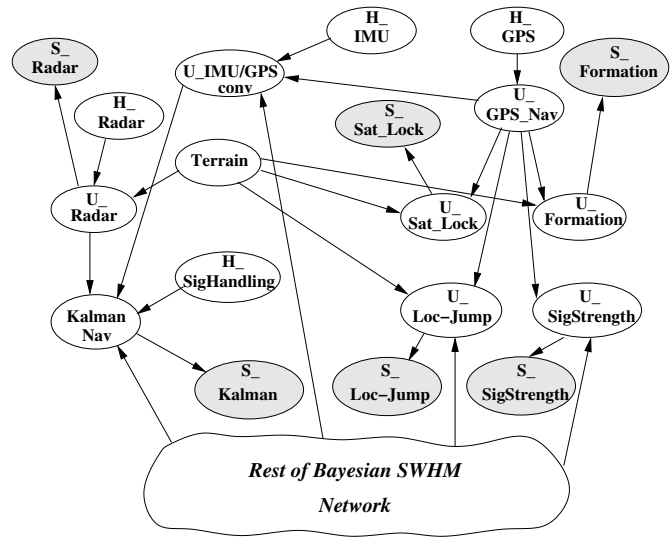 H_
IMU
H_
GPS
S_
Radar
U_IMU/GPS
conv
S_
Formation
H_
Radar
S_
Sat_Lock
U_
GPS_Nav
Terrain
U_
Radar
U_
Sat_Lock
U_
Formation
H_
SigHandling
Kalman
Nav
U_
Loc-Jump
U_
SigStrength
S_
Kalman
S_
Loc-Jump
S_
SigStrength
Rest of Bayesian SWHM
Network